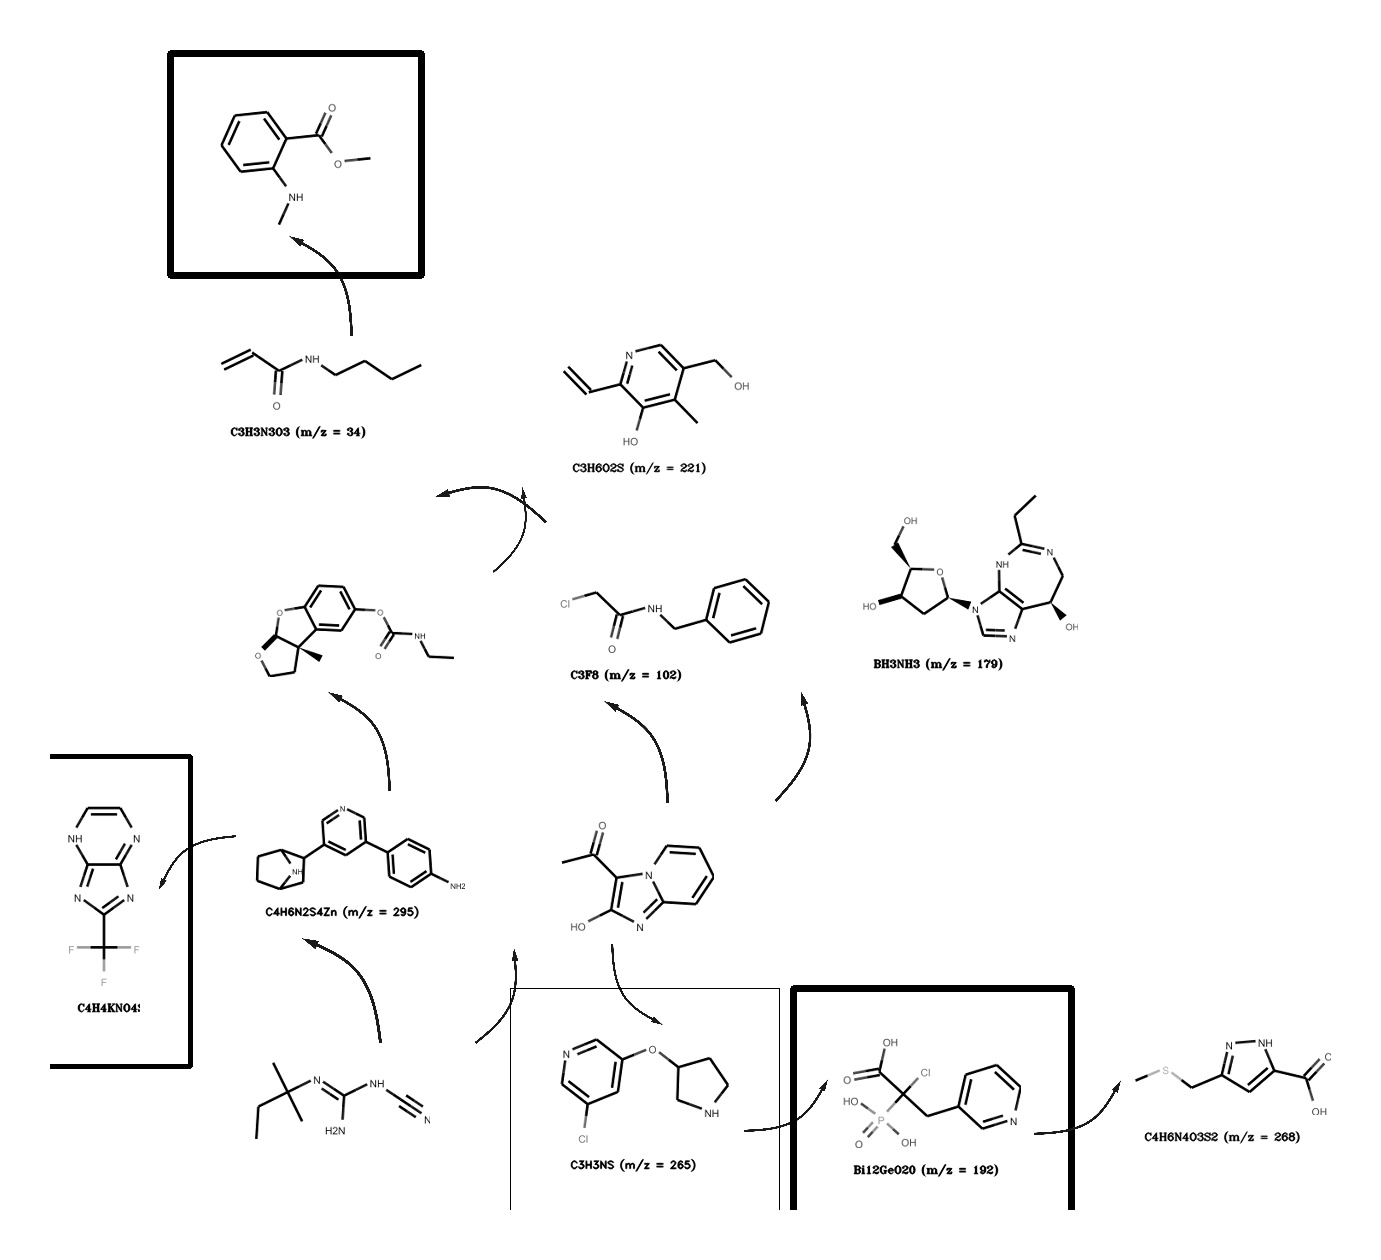 O
O
NH
NH
O
C3H3N3O3 (m/z = 34)
N
OH
HO
C3H6O2S (m/z = 221)
OH
N
NH
O
HO
N
N
OH
BH3NH3 (m/z = 179)
O
O
NH
O
O
Cl
NH
O
C3F8 (m/z = 102)
NH
N
N
N
F
F
F
C4H4KNO4S
N
NH
NH2
C4H6N2S4Zn (m/z = 295)
O
N
HO
N
N
NH
H2N
N
N
O
NH
Cl
C3H3NS (m/z = 265)
OH
O
Cl
HO
P
N
O
OH
Bi12GeO20 (m/z = 192)
S
N
NH
O
OH
C4H6N4O3S2 (m/z = 268)